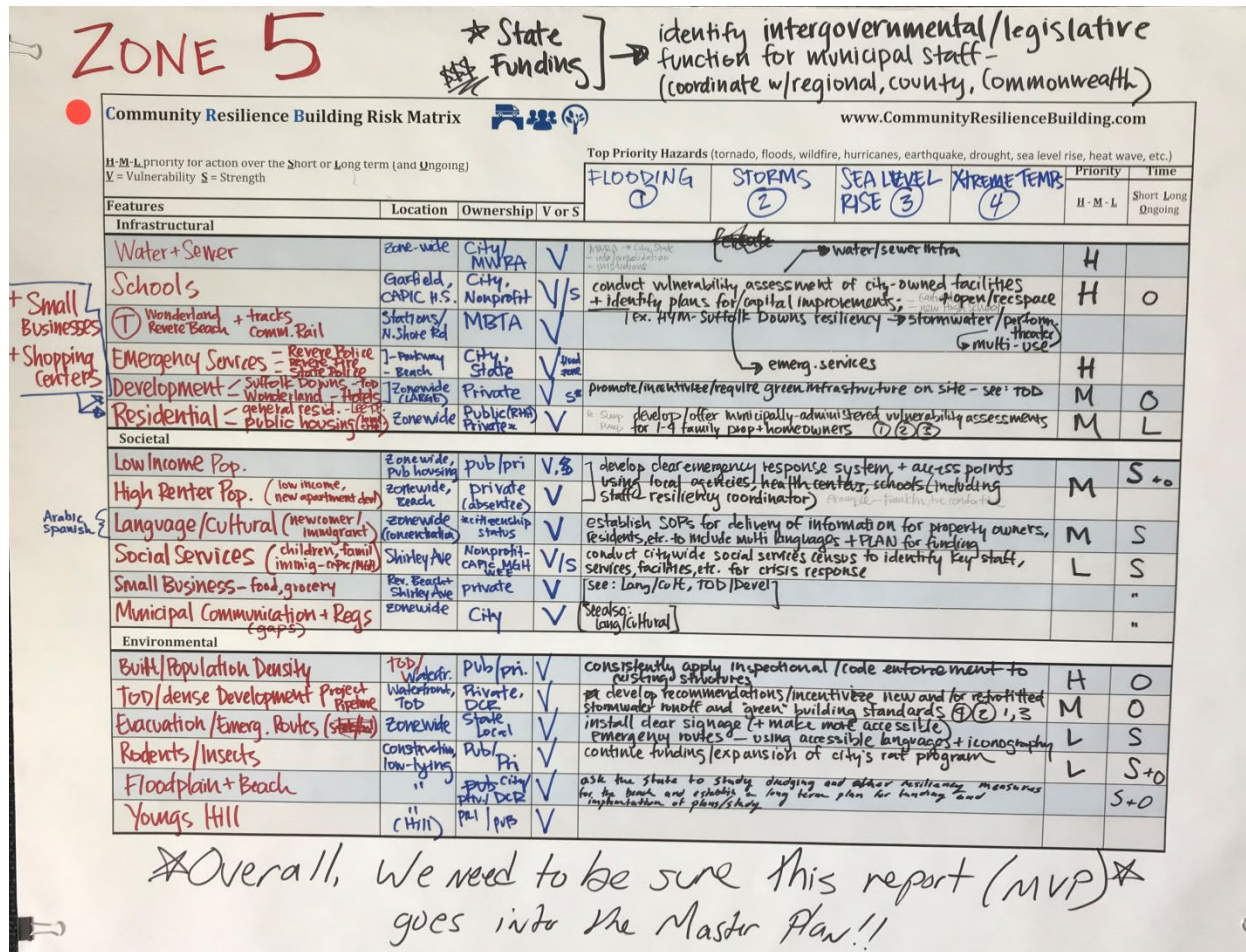 ZONE 5
* State
$$$ Funding
identify intergovernmental/legislative
function for municipal staff-
(coordinate w/regional, county, Commonwealth)
Community Resilience Building Risk Matrix
www.CommunityResilienceBuilding.com
H-M-L priority for action over the Short or Long term (and Ongoing)
V = Vulnerability S = Strength
Top Priority Hazards (tornado, floods, wildfire, hurricanes, earthquake, drought, sea level rise, heat wave, etc.)
FLOODING 1 STORMS 2 SEA LEVEL RISE 3 XTREME TEMPS 4
Priority Time
H - M - L Short Long Ongoing
Features Location Ownership V or S
Infrastructural
Water + Sewer zone-wide City/ MWRA V water/sewer infra H
Schools Garfield, CAPIC H.S. City, Nonprofit V/S conduct vulnerability assessment of city-owned facilities H O
+ identify plans for capital improvements; + open/rec space
T Wonderland Revere Beach + tracks Comm. Rail Stations/ N. Shore Rd MBTA V (ex. HYM-Suffolk Downs resiliency → stormwater/perform. theater
multi-use
Emergency Services = Revere Police Revere Fire State Police ]-Parkway -Beach City, State V flood zone emerg. services H
Development < Suffolk Downs - TOD Wonderland - Hotels ]Zonewide (LARGE) Private V S* promote/incentivize/require green infrastructure on site - see: TOD M O
Residential < general resid. public housing Zonewide Public (RHA) Private* V develop/offer municipally-administered vulnerability assessments M L
for 1-4 family prop + homeowners 1 2 3
+ Small Businesses
+ Shopping Centers
Societal
Low Income Pop. zonewide, Pub housing pub/pri V,S develop clear emergency response system + access points S+O
High Renter Pop. (low income, new apartment devel) zonewide, Beach private (absentee) V using local agencies, health centers, schools (including M
staff - resiliency coordinator)
Arabic
Spanish
Language/Cultural (newcomer/ immigrant) zonewide (concentration) *citizenship status V establish SOPs for delivery of information for property owners, M S
residents, etc. to include multi languages + PLAN for funding
Social Services (children, famil immig - CAPIC/MGH) Shirley Ave Nonprofit- CAPIC, MGH WEE V/S conduct citywide social services census to identify key staff, L S
services, facilities, etc. for crisis response
Small Business - food, grocery Rev. Beach + Shirley Ave private V [see: Lang/Cult, TOD/Devel] "
Municipal Communication + Regs (gaps) zonewide City V [see also: Lang/Cultural] "
Environmental
Built/Population Density TOD/ Waterfr. Pub/pri. V consistently apply inspectional/code enforcement to H O
existing structures
TOD/dense Development Project Pipeline Waterfront, TOD Private, DCR V develop recommendations/incentivize new and/or retrofitted M O
stormwater runoff and "green" building standards 4 2 1, 3
Evacuation/Emerg. Routes zonewide State Local V install clear signage (+ make more accessible) L S
emergency routes - using accessible languages + iconography
Rodents/Insects Construction, low-lying Pub/ Pri V continue funding/expansion of city's rat program L S+O
Floodplain + Beach " pub City/ priv/ DCR V ask the state to study dredging and other resiliency measures S+O
for the beach and establish a long term plan for funding and
implementation of plans/study
Youngs Hill " (Hill) PRI/PUB V
*Overall, We need to be sure this report (MVP)*
goes into the Master Plan!!